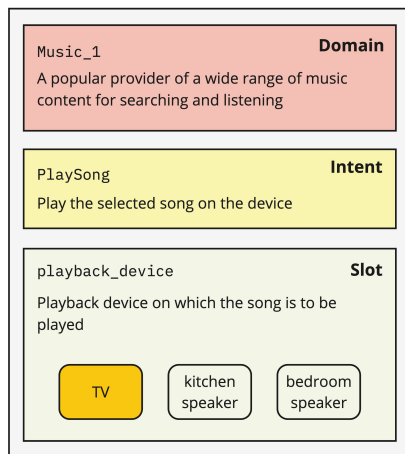 Music_1
Domain
A popular provider of a wide range of music
content for searching and listening
PlaySong
Intent
Play the selected song on the device
playback_device
Slot
Playback device on which the song is to be
played
TV
kitchen
speaker
bedroom
speaker